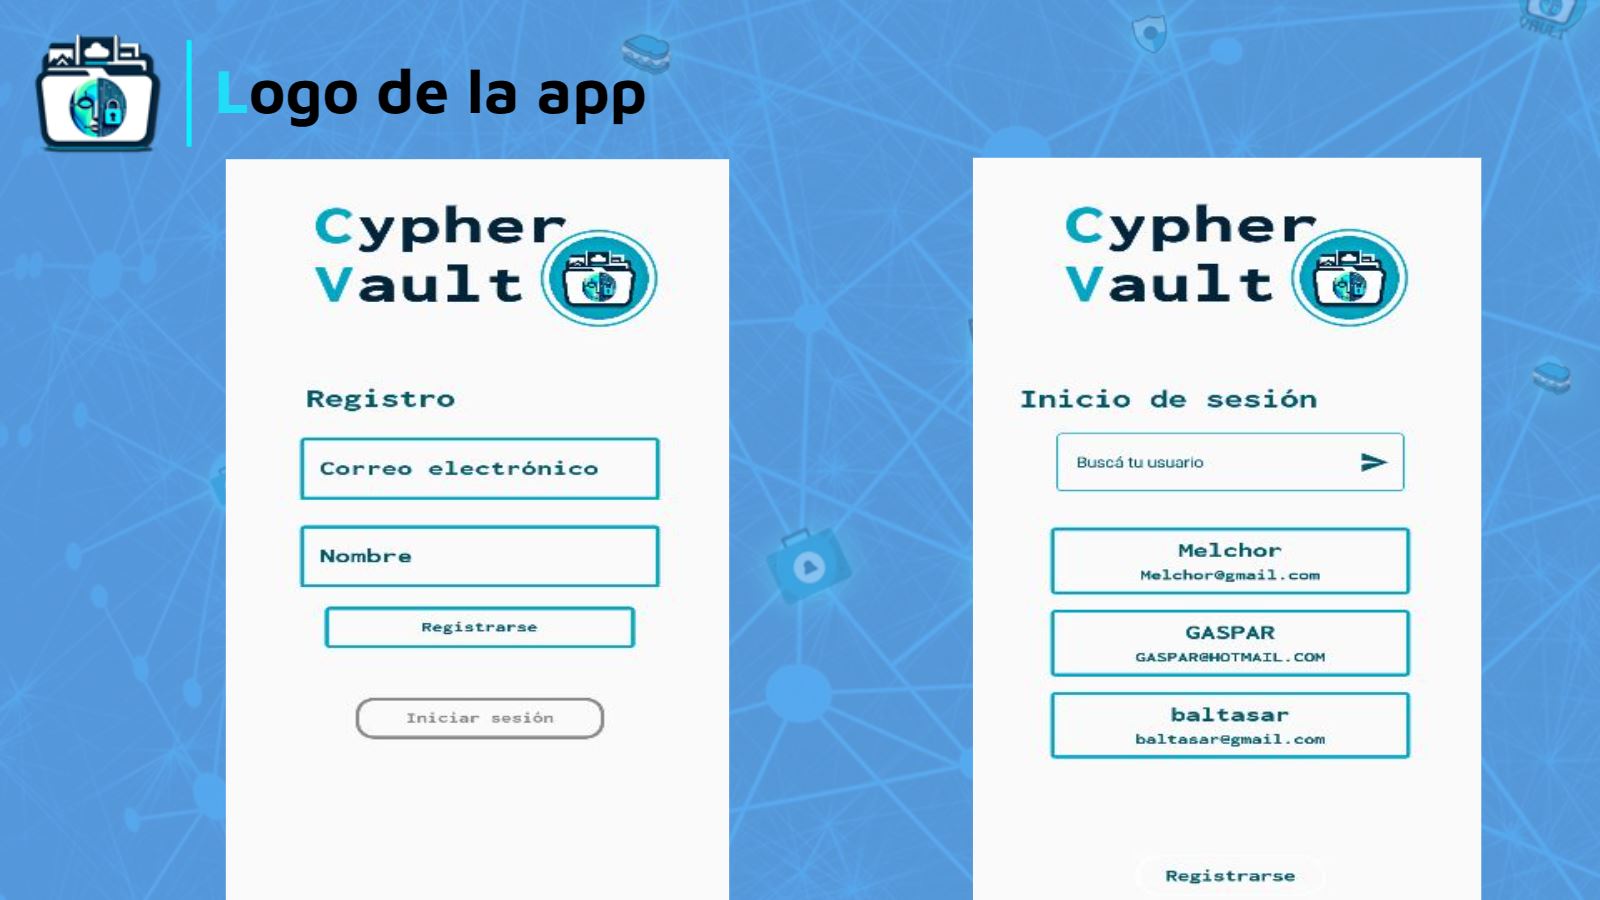 Logo de la app
Cypher
Vault
Registro
Correo electrónico
Nombre
Registrarse
Iniciar sesión
Cypher
Vault
Inicio de sesión
Buscá tu usuario
Melchor
Melchor@gmail.com
GASPAR
GASPAR@HOTMAIL.COM
baltasar
baltasar@gmail.com
Registrarse
VAULT